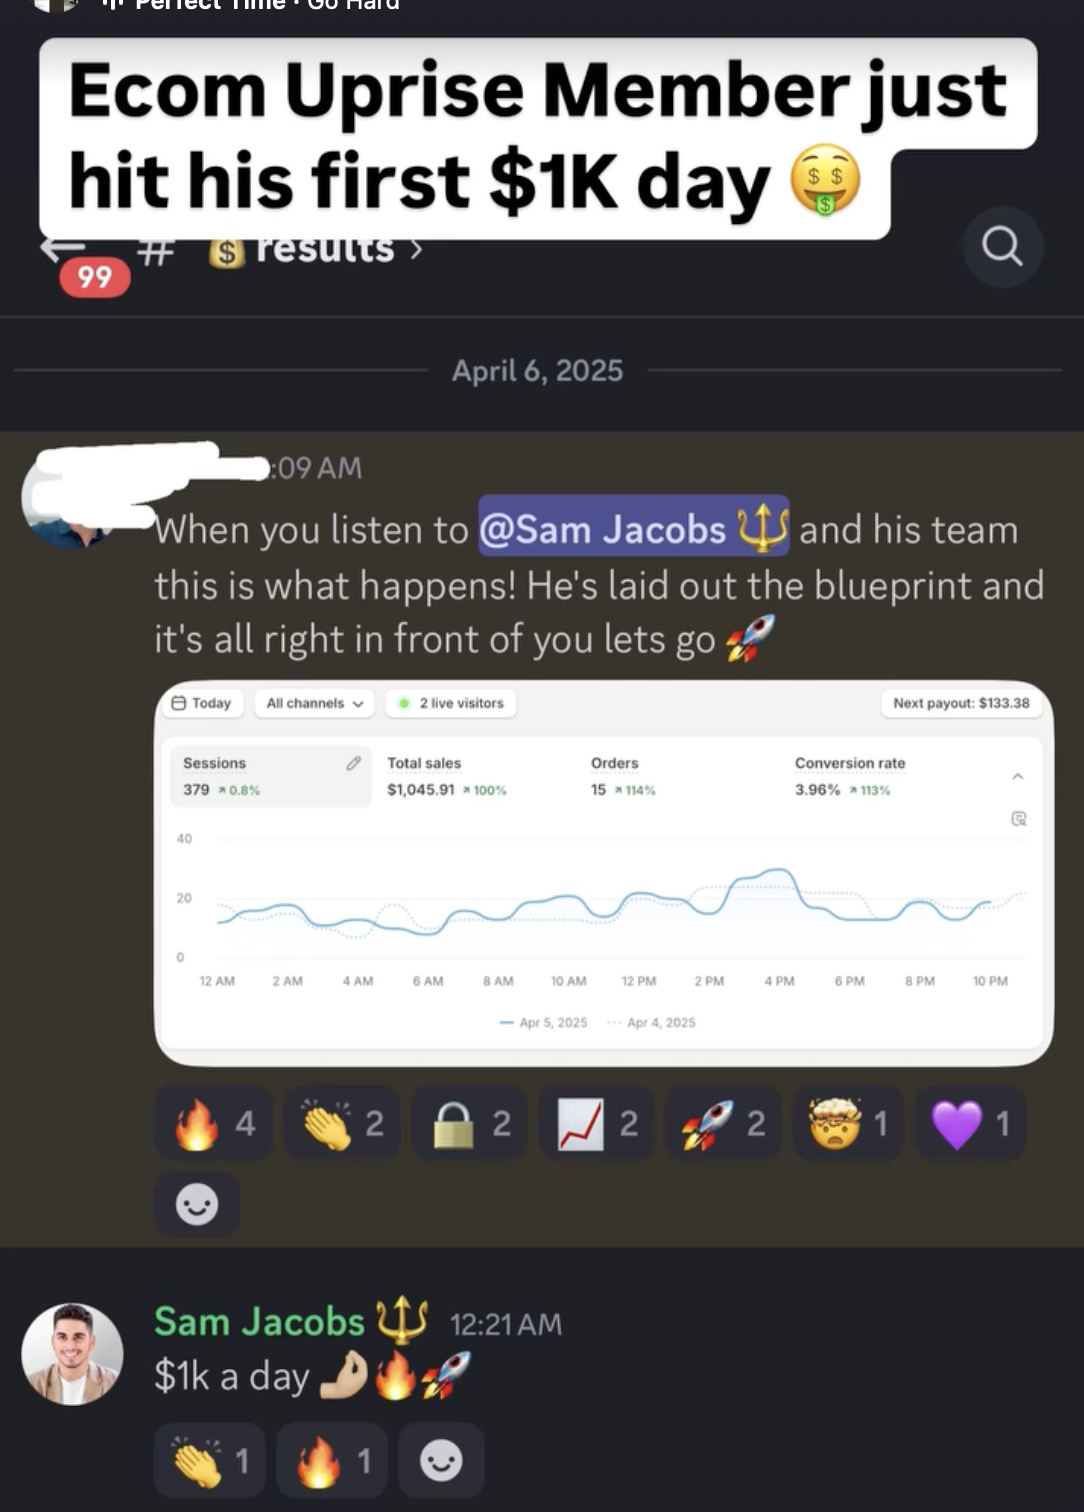 Perfect Time • Go Hard
Ecom Uprise Member just
hit his first $1K day 🤑
# 💰 results ›
99
April 6, 2025
:09 AM
When you listen to @Sam Jacobs 🔱 and his team
this is what happens! He's laid out the blueprint and
it's all right in front of you lets go 🚀
Today All channels 2 live visitors Next payout: $133.38
Sessions Total sales Orders Conversion rate
379 ↗ 0.8% $1,045.91 ↗ 100% 15 ↗ 114% 3.96% ↗ 113%
40
20
0
12 AM 2 AM 4 AM 6 AM 8 AM 10 AM 12 PM 2 PM 4 PM 6 PM 8 PM 10 PM
Apr 5, 2025 Apr 4, 2025
🔥 4 👏 2 🔒 2 📈 2 🚀 2 🤯 1 💜 1
Sam Jacobs 🔱 12:21 AM
$1k a day 🤌🏼🔥🚀
👏 1 🔥 1